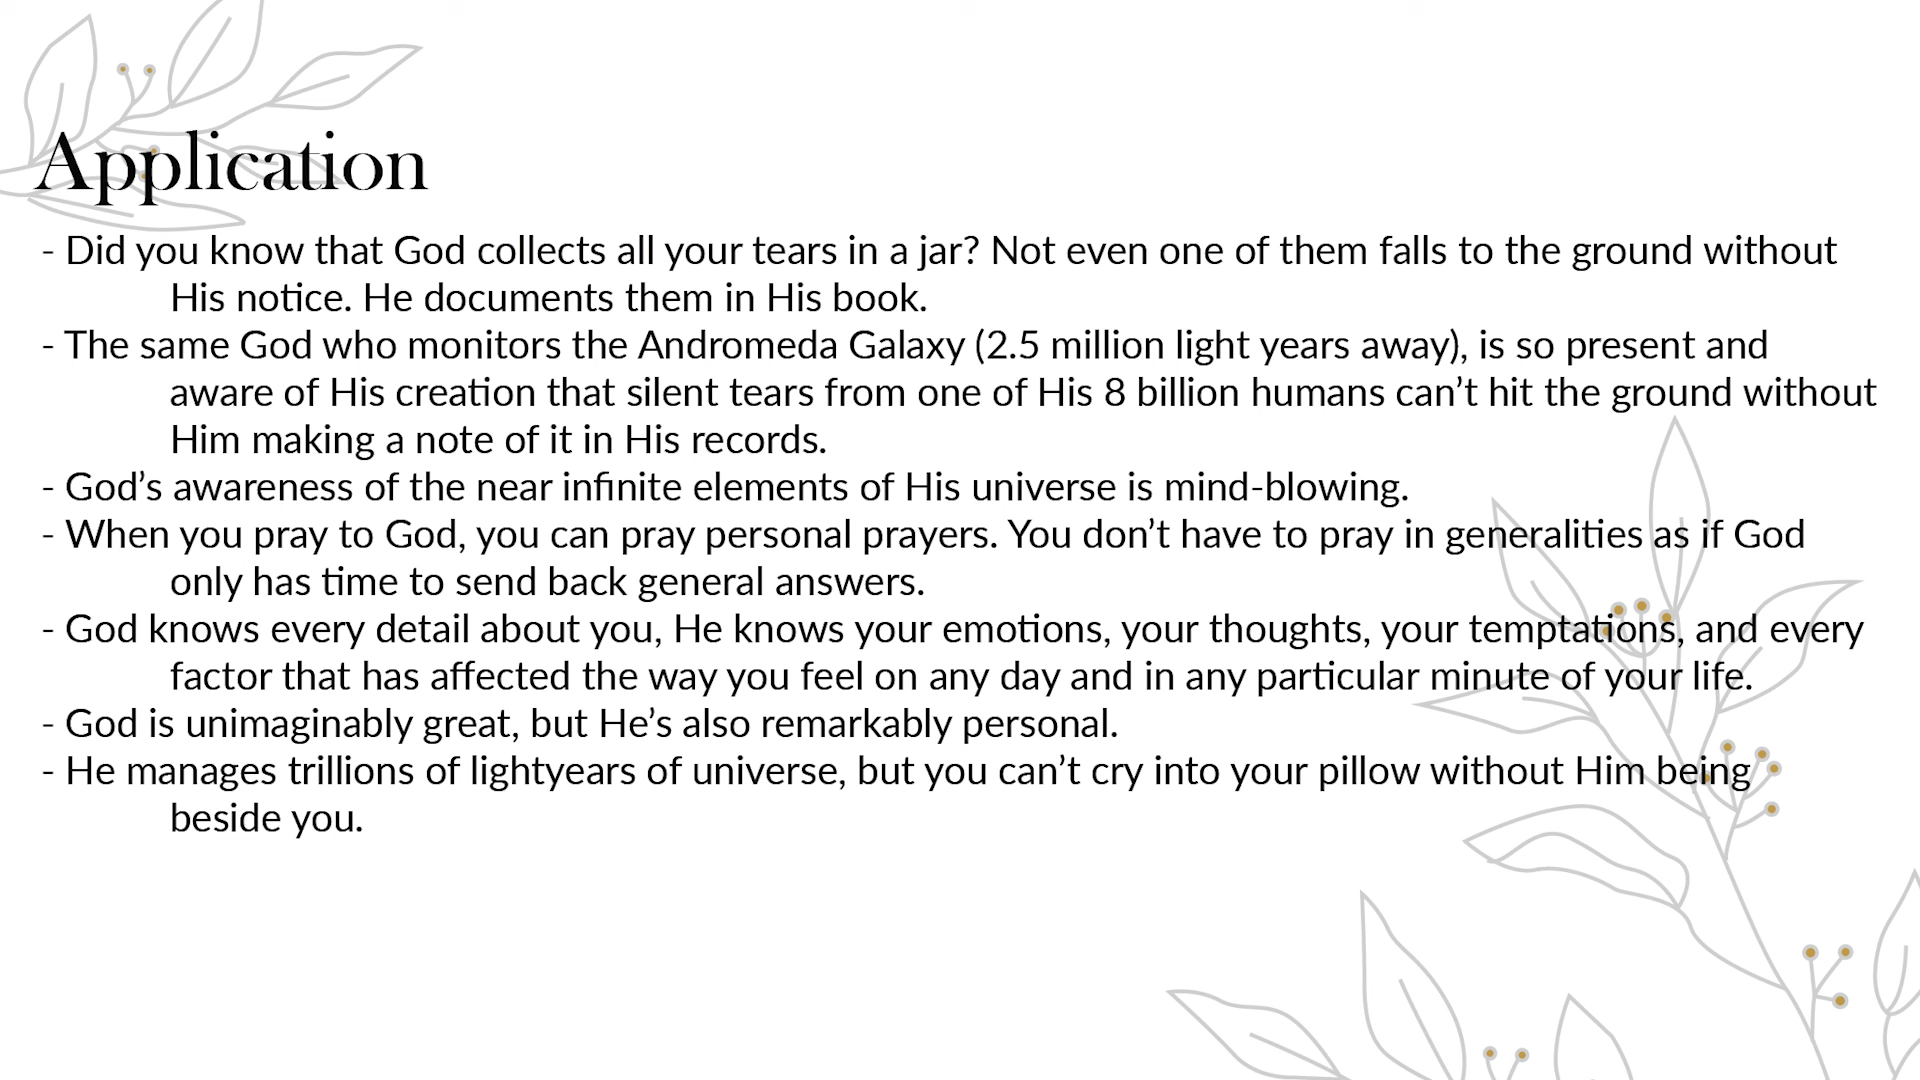 Application
- Did you know that God collects all your tears in a jar? Not even one of them falls to the ground without
His notice. He documents them in His book.
- The same God who monitors the Andromeda Galaxy (2.5 million light years away), is so present and
aware of His creation that silent tears from one of His 8 billion humans can’t hit the ground without
Him making a note of it in His records.
- God’s awareness of the near infinite elements of His universe is mind-blowing.
- When you pray to God, you can pray personal prayers. You don’t have to pray in generalities as if God
only has time to send back general answers.
- God knows every detail about you, He knows your emotions, your thoughts, your temptations, and every
factor that has affected the way you feel on any day and in any particular minute of your life.
- God is unimaginably great, but He’s also remarkably personal.
- He manages trillions of lightyears of universe, but you can’t cry into your pillow without Him being
beside you.